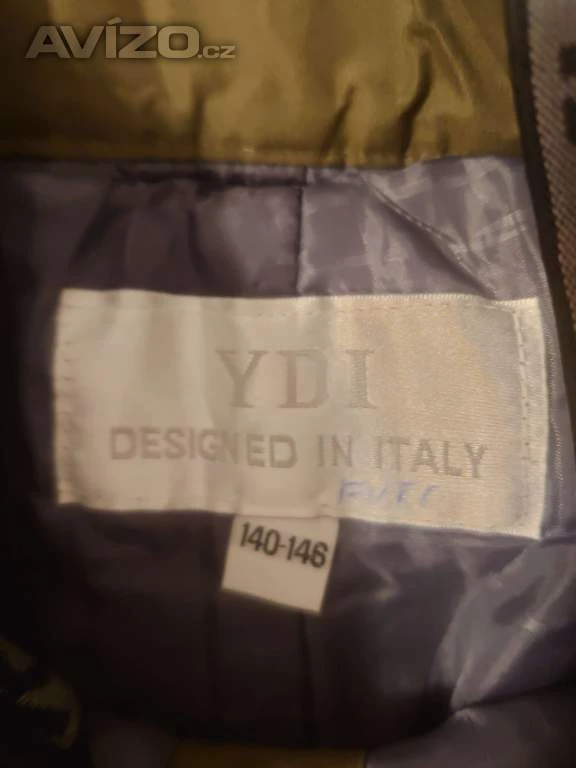 AVÍZO.cz
YDI
DESIGNED IN ITALY
140-146